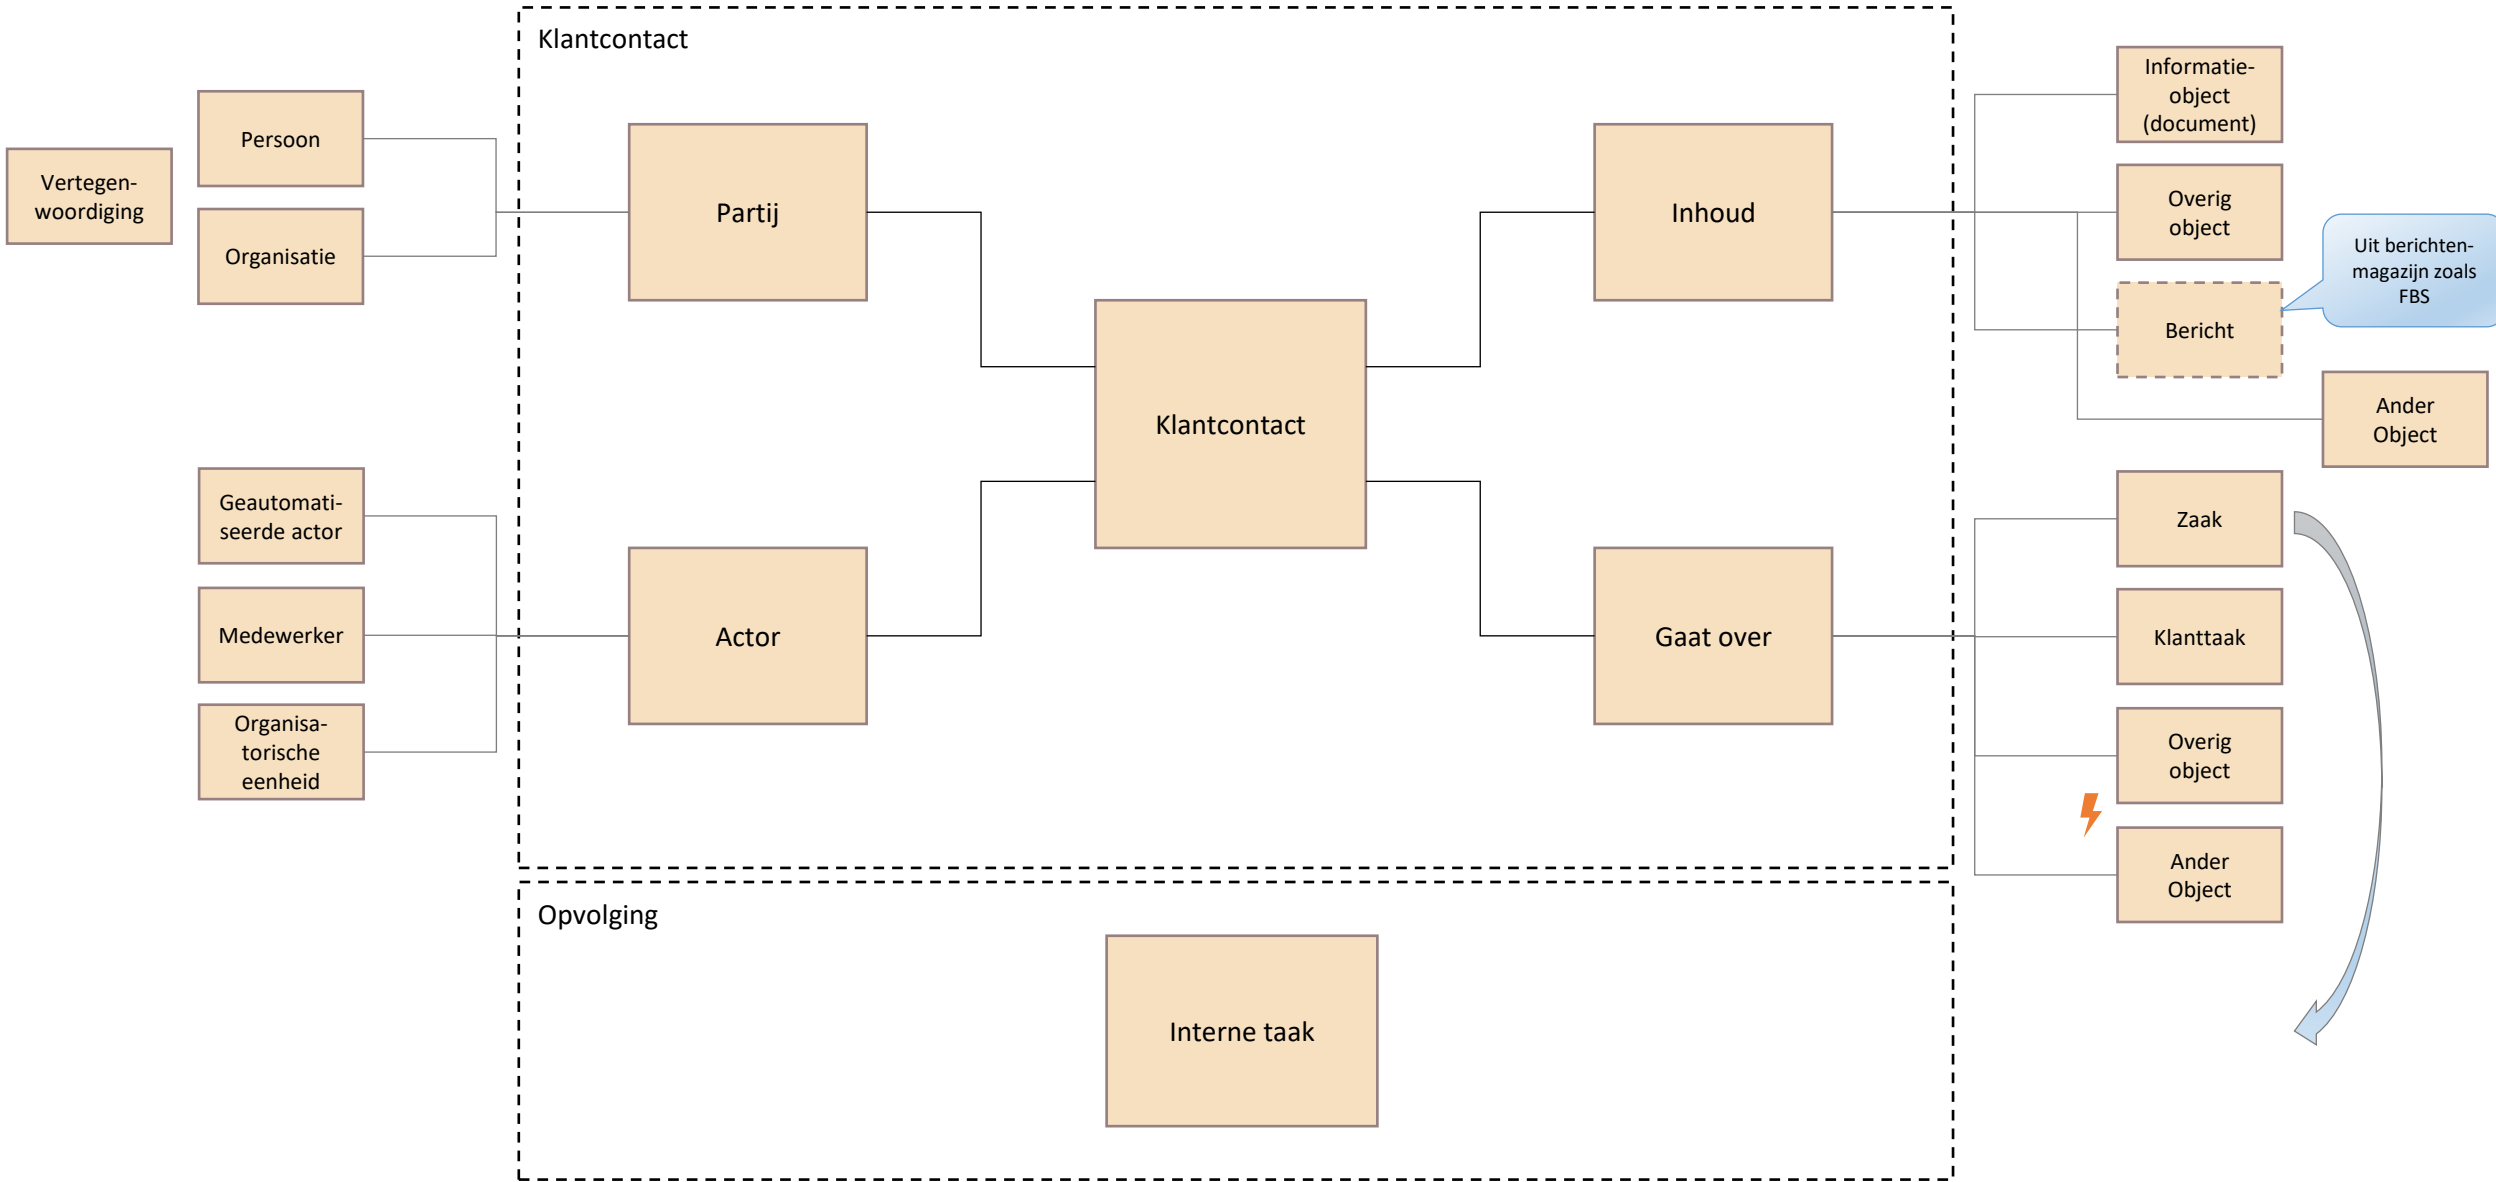 Klantcontact
Vertegen-
woordiging
Persoon
Organisatie
Partij
Geautomati-
seerde actor
Medewerker
Organisa-
torische
eenheid
Actor
Klantcontact
Inhoud
Gaat over
Informatie-
object
(document)
Overig
object
Bericht
Uit berichten-
magazijn zoals
FBS
Ander
Object
Zaak
Klanttaak
Overig
object
Ander
Object
Opvolging
Interne taak